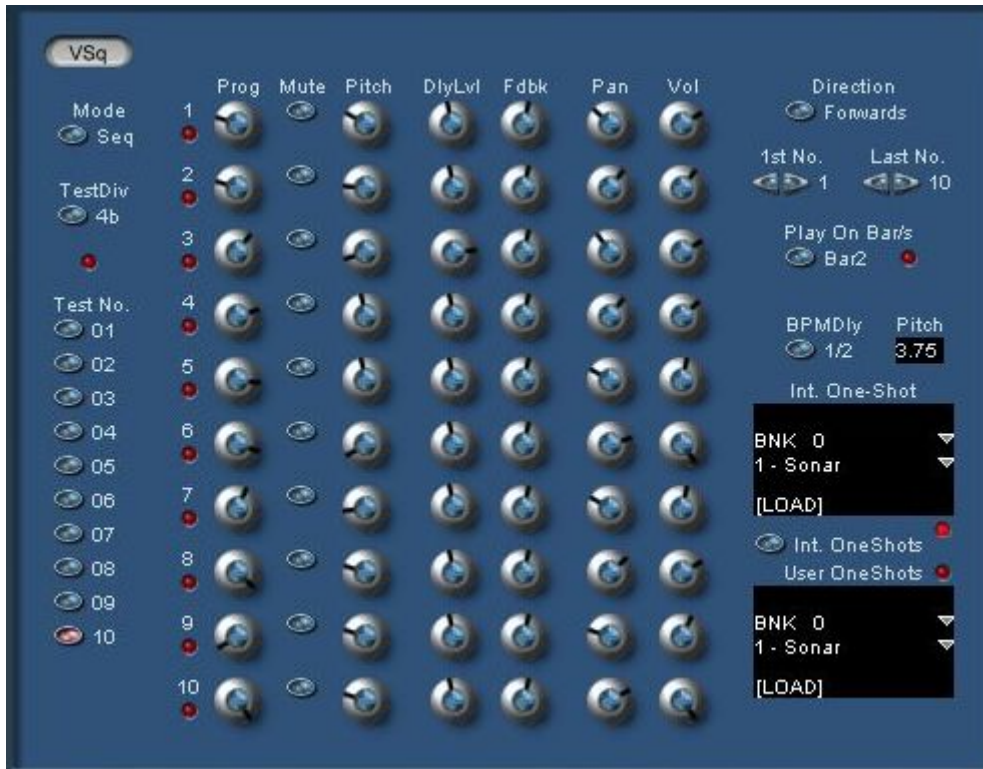 VSq
Prog Mute Pitch DlyLvl Fdbk Pan Vol
Mode
Seq
TestDiv
4b
Test No.
01
02
03
04
05
06
07
08
09
10
1
2
3
4
5
6
7
8
9
10
Direction
Forwards
1st No. Last No.
1 10
Play On Bar/s
Bar2
BPMDly Pitch
1/2 3.75
Int. One-Shot
BNK 0
1 - Sonar
[LOAD]
Int. OneShots
User OneShots
BNK 0
1 - Sonar
[LOAD]